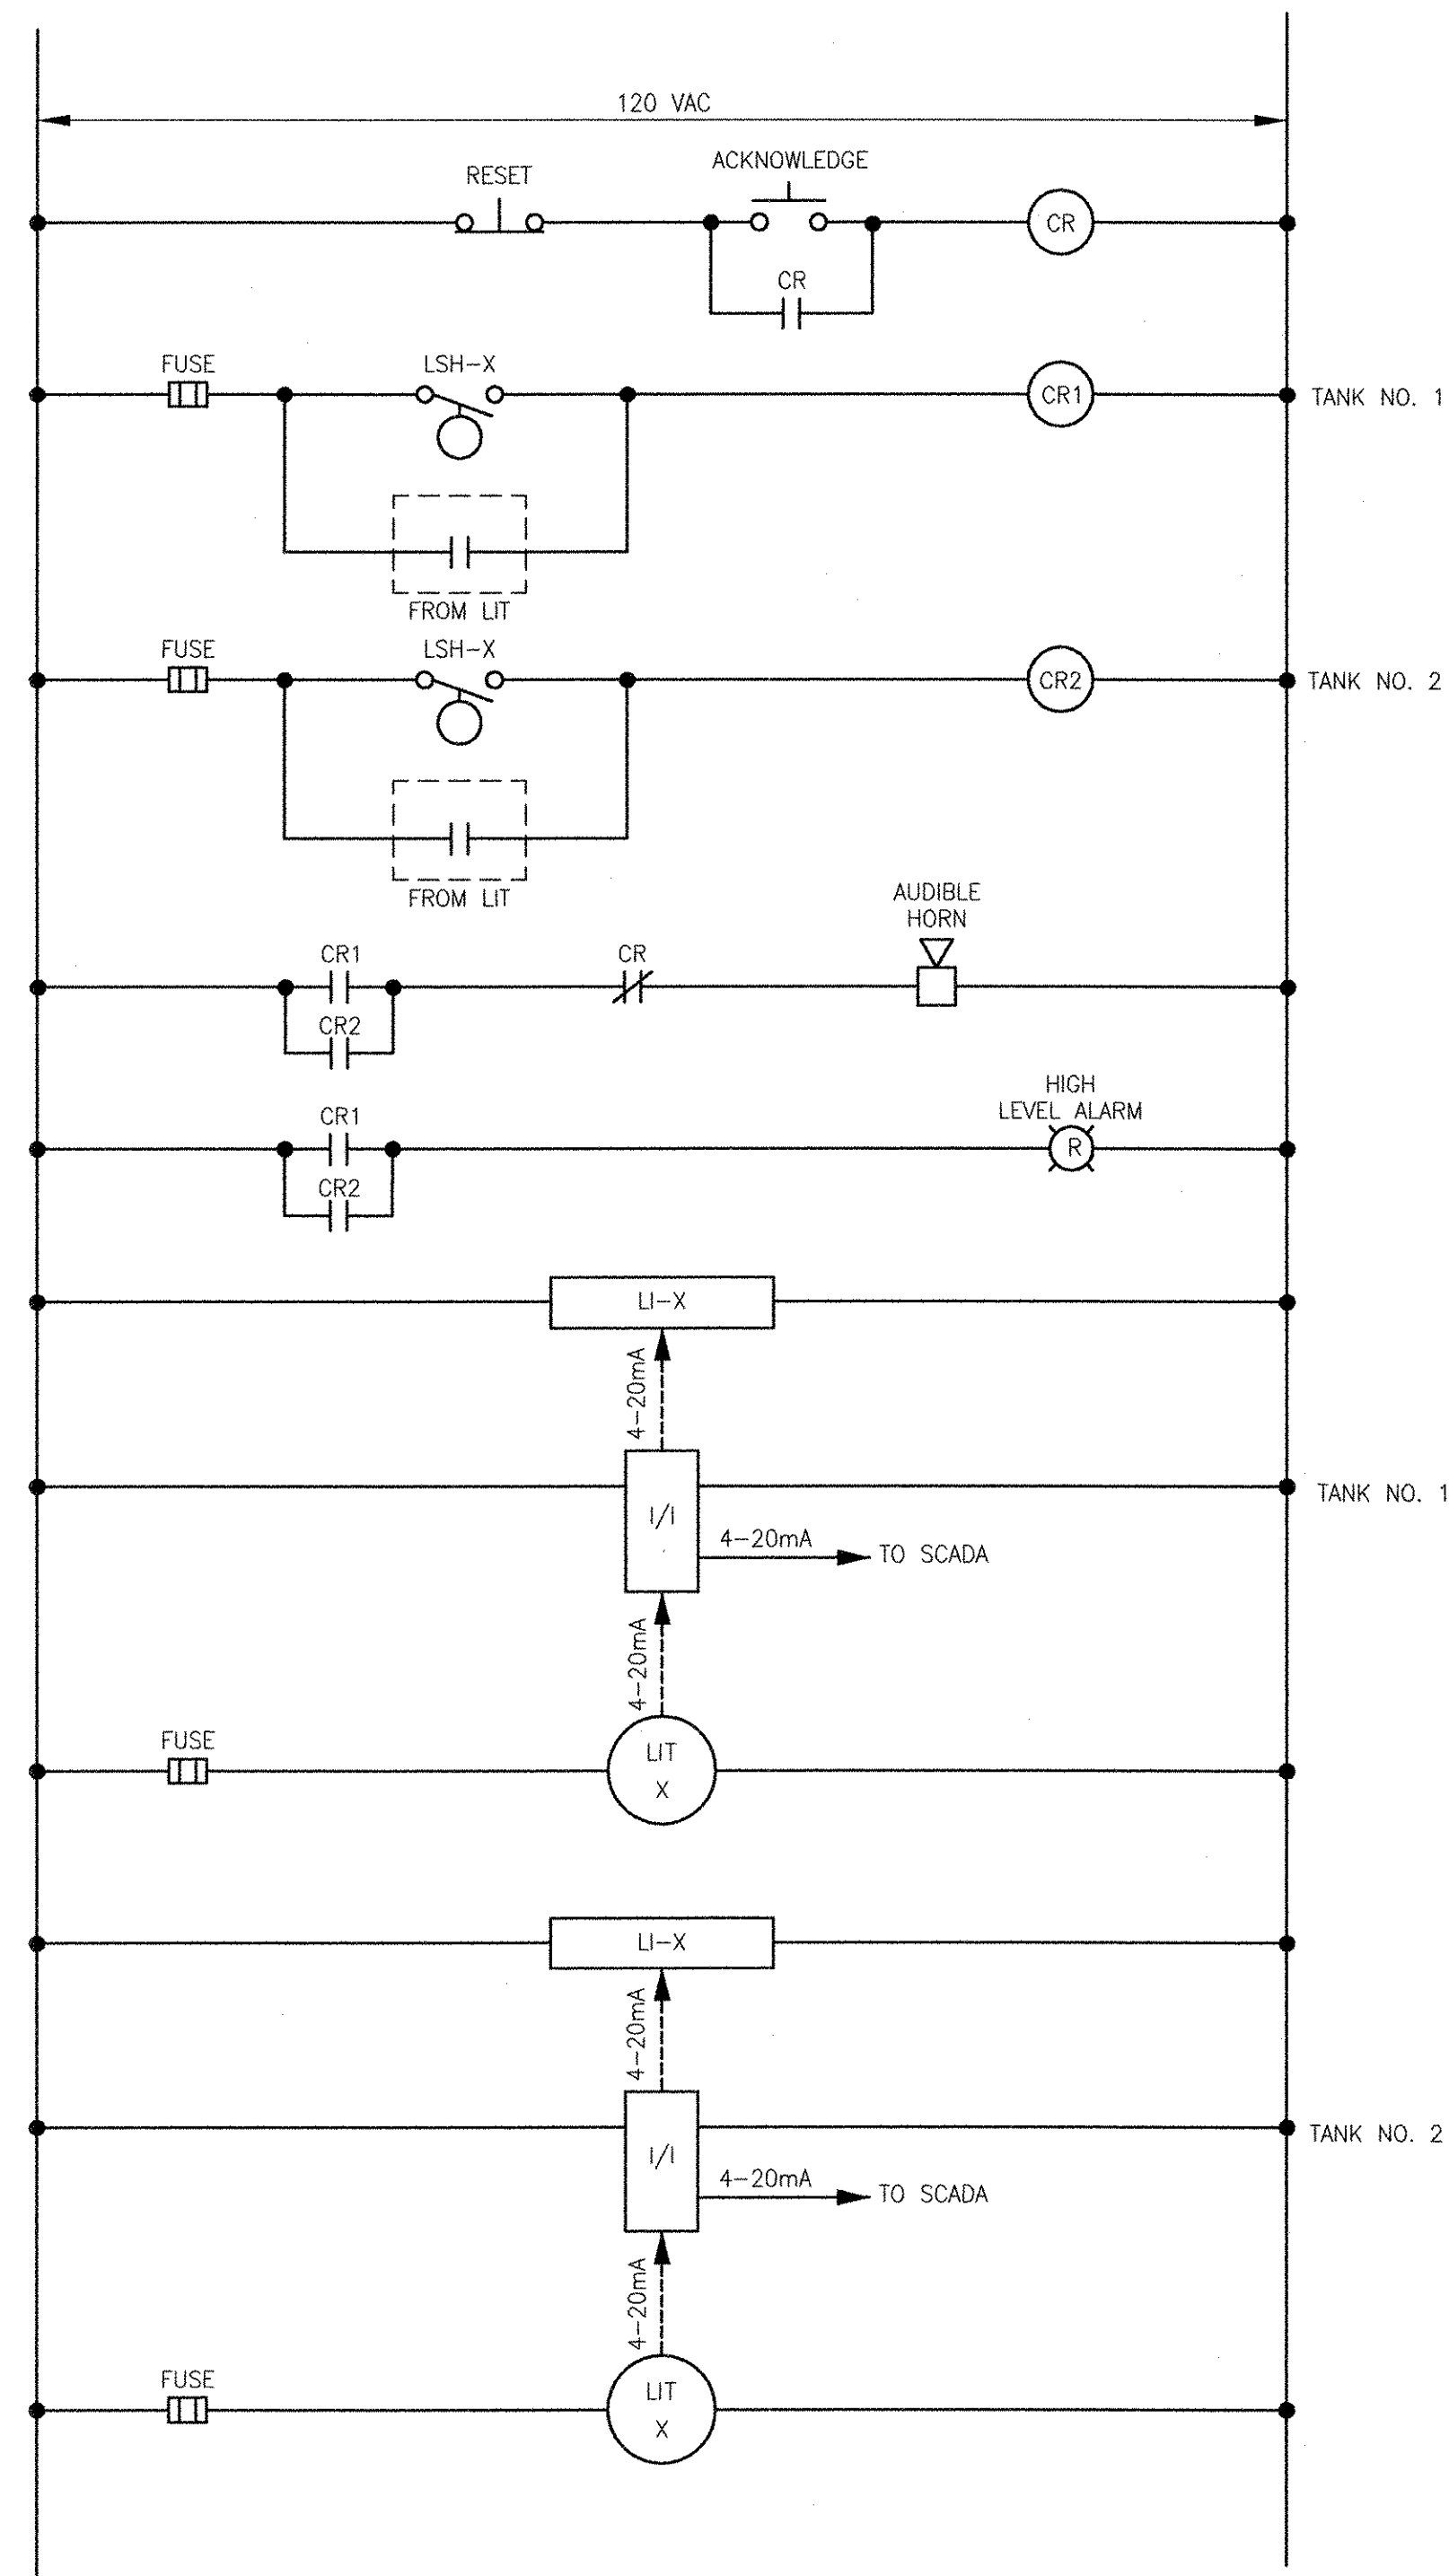 120 VAC
RESET
ACKNOWLEDGE
CR
CR
FUSE
LSH-X
CR1
TANK NO. 1
FROM LIT
FUSE
LSH-X
CR2
TANK NO. 2
FROM LIT
AUDIBLE
HORN
CR1
CR
CR2
HIGH
LEVEL ALARM
CR1
R
CR2
LI-X
4-20mA
I/I
TANK NO. 1
4-20mA
TO SCADA
4-20mA
FUSE
LIT
X
LI-X
4-20mA
I/I
TANK NO. 2
4-20mA
TO SCADA
4-20mA
FUSE
LIT
X